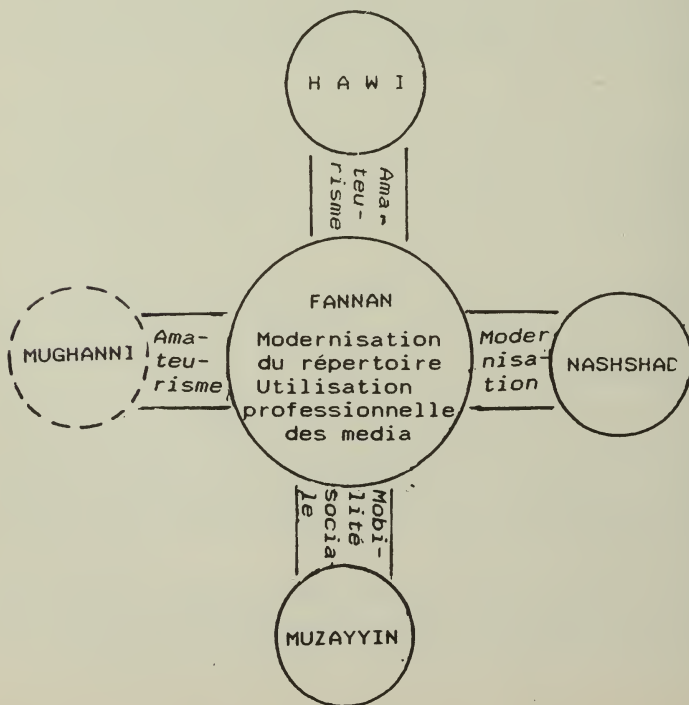 H A W I
Ama-
teu-
risme
FANNAN
Modernisation
du répertoire
Utilisation
professionnelle
des media
MUGHANNI
Ama-
teu-
risme
Moder
nisa-
tion
NASHSHAD
Mobi-
lité
socia-
le
MUZAYYIN